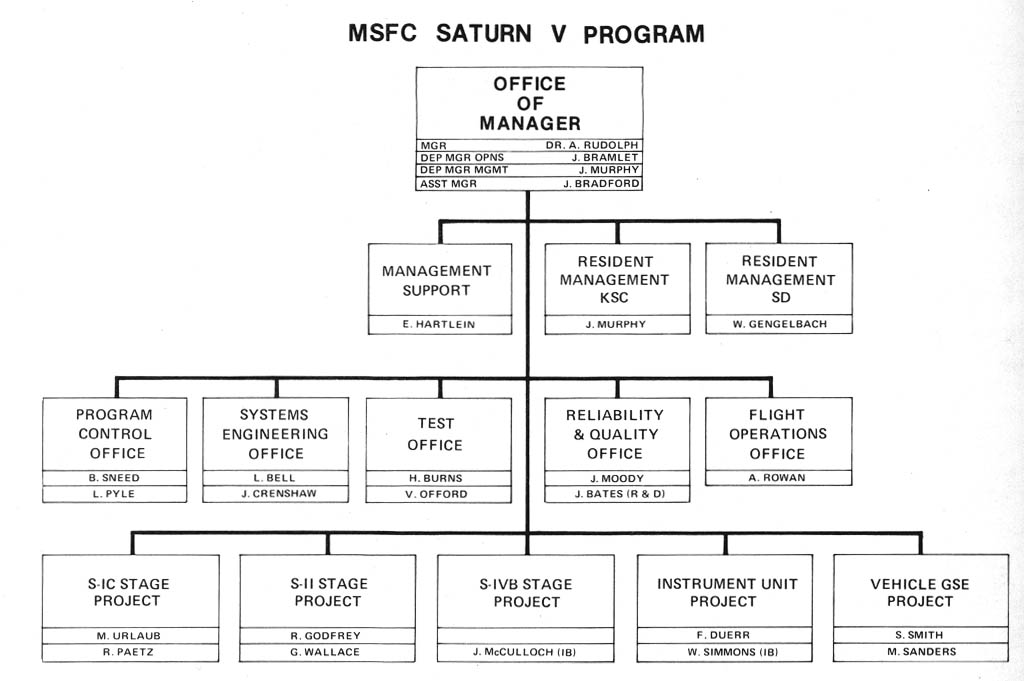 MSFC SATURN V PROGRAM
OFFICE
OF
MANAGER
MGR DR. A. RUDOLPH
DEP MGR OPNS J. BRAMLET
DEP MGR MGMT J. MURPHY
ASST MGR J. BRADFORD
MANAGEMENT
SUPPORT
E. HARTLEIN
RESIDENT
MANAGEMENT
KSC
J. MURPHY
RESIDENT
MANAGEMENT
SD
W. GENGELBACH
PROGRAM
CONTROL
OFFICE
B. SNEED
L. PYLE
SYSTEMS
ENGINEERING
OFFICE
L. BELL
J. CRENSHAW
TEST
OFFICE
H. BURNS
V. OFFORD
RELIABILITY
& QUALITY
OFFICE
J. MOODY
J. BATES (R & D)
FLIGHT
OPERATIONS
OFFICE
A. ROWAN
S-IC STAGE
PROJECT
M. URLAUB
R. PAETZ
S-II STAGE
PROJECT
R. GODFREY
G. WALLACE
S-IVB STAGE
PROJECT
J. McCULLOCH (IB)
INSTRUMENT UNIT
PROJECT
F. DUERR
W. SIMMONS (IB)
VEHICLE GSE
PROJECT
S. SMITH
M. SANDERS